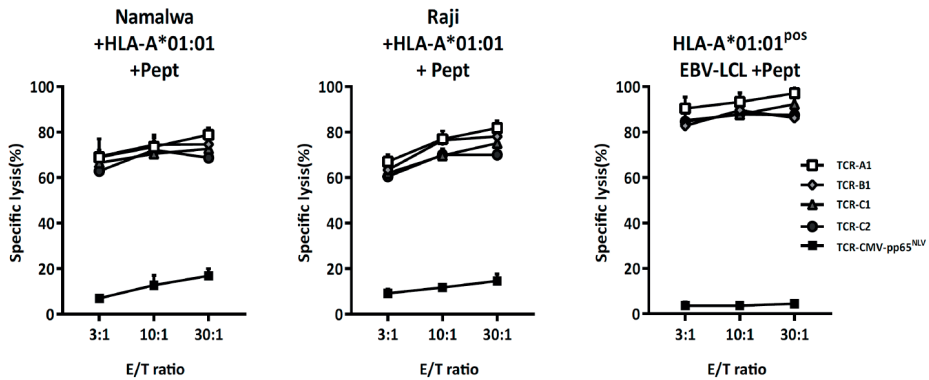 Namalwa
+HLA-A*01:01
+Pept
Specific lysis(%)
100
80
60
40
20
0
3:1
10:1
30:1
E/T ratio
Raji
+HLA-A*01:01
+ Pept
Specific lysis(%)
100
80
60
40
20
0
3:1
10:1
30:1
E/T ratio
HLA-A*01:01pos
EBV-LCL +Pept
Specific lysis(%)
100
80
60
40
20
0
3:1
10:1
30:1
E/T ratio
TCR-A1
TCR-B1
TCR-C1
TCR-C2
TCR-CMV-pp65NLV